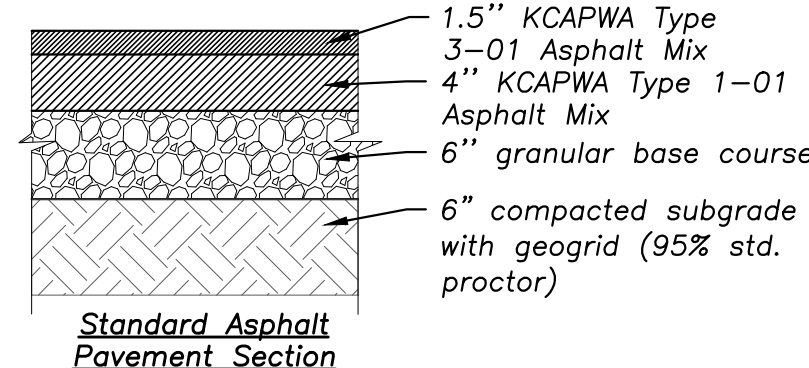 1.5” KCAPWA Type
3-01 Asphalt Mix
4” KCAPWA Type 1-01
Asphalt Mix
6” granular base course
6” compacted subgrade
with geogrid (95% std.
proctor)
Standard Asphalt
Pavement Section